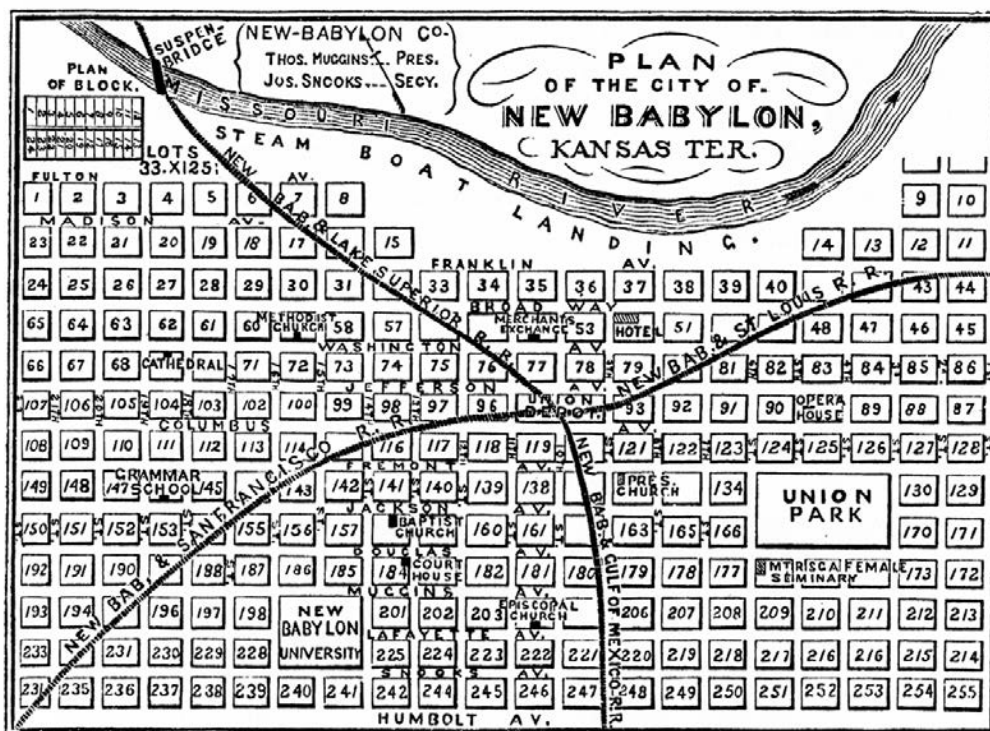 NEW-BABYLON CO-
THOS. MUGGINS PRES.
JOS. SNOOKS SECY.
PLAN
OF THE CITY OF
NEW BABYLON,
KANSAS TER.
SUSPEN-
BRIDGE
PLAN
OF BLOCK.
MISSOURI RIVER
STEAM BOAT LANDING.
LOTS
33.X125.
NEW BAB. & LAKE SUPERIOR R. R.
FULTON AV.
1 2 3 4 5 6 7 8 9 10
MADISON AV.
23 22 21 20 19 18 17 15 14 13 12 11
FRANKLIN AV.
24 25 26 27 28 29 30 31 33 34 35 36 37 38 39 40 43 44
BROAD WAY
65 64 63 62 61 60 METHODIST CHURCH 58 57 MERCHANTS EXCHANGE 53 HOTEL 51 48 47 46 45
WASHINGTON AV.
NEW BAB & ST LOUIS R. R.
66 67 68 CATHEDRAL 71 72 73 74 75 76 77 78 79 81 82 83 84 85 86
JEFFERSON AV.
107 106 105 104 103 102 100 99 98 97 96 UNION DEPOT. 93 92 91 90 OPERA HOUSE 89 88 87
COLUMBUS AV.
108 109 110 111 112 113 114 116 117 118 119 121 122 123 124 125 126 127 128
FREMONT AV.
149 148 147 GRAMMAR SCHOOL 145 143 142 141 140 139 138 PRES. CHURCH 134 UNION PARK 130 129
JACKSON AV.
150 151 152 153 155 156 157 BAPTIST CHURCH 160 161 163 165 166 170 171
DOUGLAS AV.
192 191 190 188 187 186 185 184 COURT HOUSE 182 181 180 179 178 177 FEMALE SEMINARY 173 172
MUGGINS AV.
193 194 196 197 198 NEW BABYLON UNIVERSITY 201 202 203 EPISCOPAL CHURCH 206 207 208 209 210 211 212 213
LAFAYETTE AV.
233 231 230 229 228 225 224 223 222 221 220 219 218 217 216 216 215 214
SNOOKS AV.
235 236 237 238 239 240 241 242 244 245 246 247 248 249 250 251 252 253 254 255
HUMBOLT AV.
NEW BAB. & SAN FRANCISCO R. R.
NEW BAB & GULF OF MEXICO R. R.